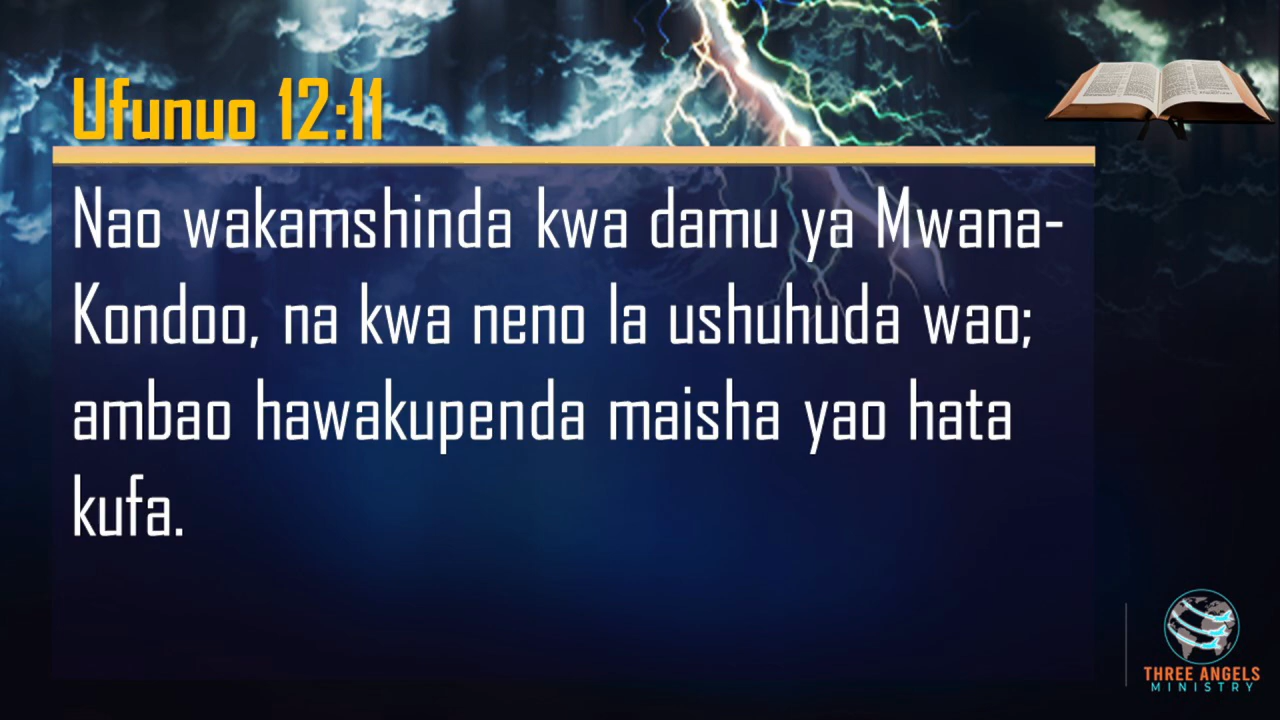 Ufunuo 12:11
Nao wakamshinda kwa damu ya Mwana-
Kondoo, na kwa neno la ushuhuda wao;
ambao hawakupenda maisha yao hata
kufa.
THREE ANGELS
MINISTRY